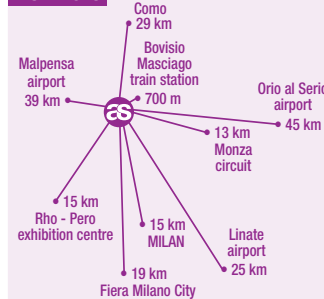 Como
29 km
Bovisio
Masciago
train station
700 m
Malpensa
airport
39 km
Orio al Serio
airport
45 km
as
13 km
Monza
circuit
15 km
Rho - Pero
exhibition centre
15 km
MILAN
Linate
airport
25 km
19 km
Fiera Milano City